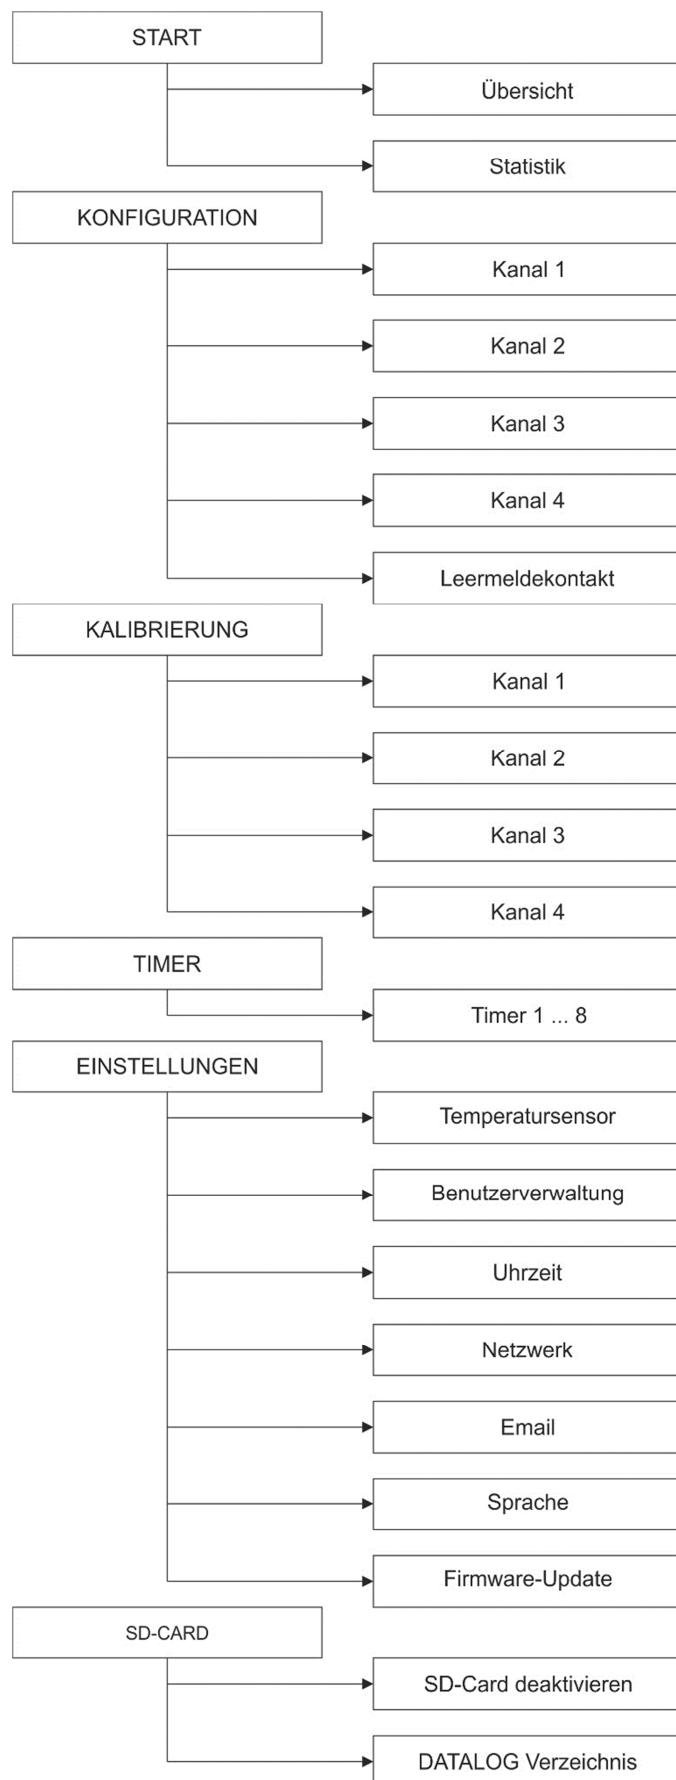 START
Übersicht
Statistik
KONFIGURATION
Kanal 1
Kanal 2
Kanal 3
Kanal 4
Leermeldekontakt
KALIBRIERUNG
Kanal 1
Kanal 2
Kanal 3
Kanal 4
TIMER
Timer 1 ... 8
EINSTELLUNGEN
Temperatursensor
Benutzerverwaltung
Uhrzeit
Netzwerk
Email
Sprache
Firmware-Update
SD-CARD
SD-Card deaktivieren
DATALOG Verzeichnis